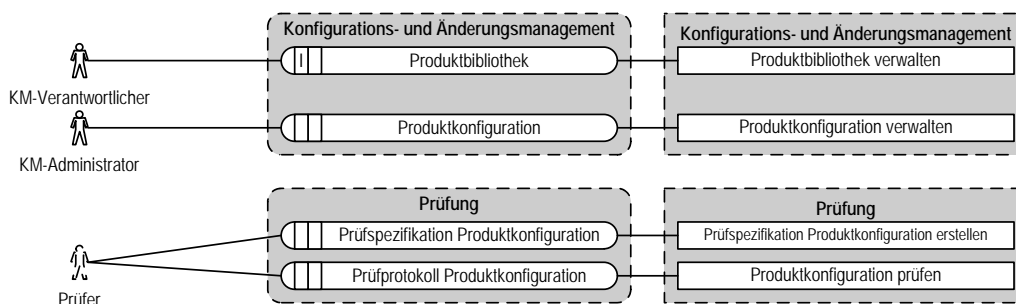 Konfigurations- und Änderungsmanagement
Konfigurations- und Änderungsmanagement
I
Produktbibliothek
Produktbibliothek verwalten
KM-Verantwortlicher
Produktkonfiguration
Produktkonfiguration verwalten
KM-Administrator
Prüfung
Prüfung
Prüfspezifikation Produktkonfiguration
Prüfspezifikation Produktkonfiguration erstellen
Prüfprotokoll Produktkonfiguration
Produktkonfiguration prüfen
Prüfer